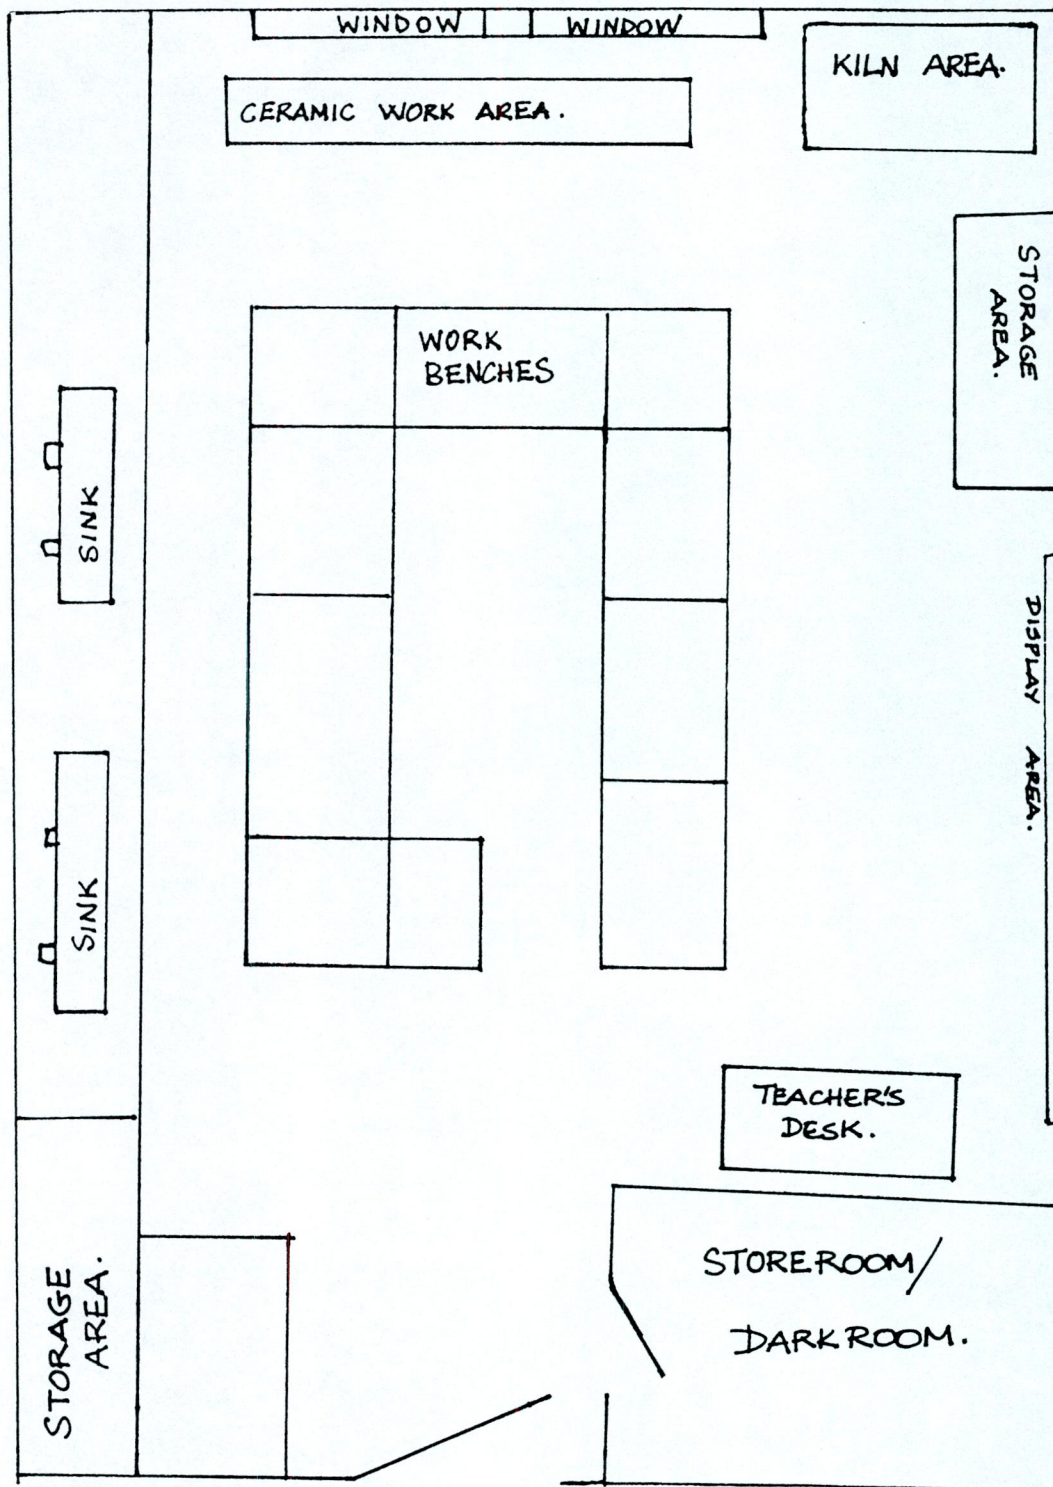 WINDOW
WINDOW
KILN AREA.
CERAMIC WORK AREA.
STORAGE
AREA.
WORK
BENCHES
SINK
DISPLAY AREA.
SINK
TEACHER'S
DESK.
STORAGE
AREA.
STOREROOM/
DARKROOM.